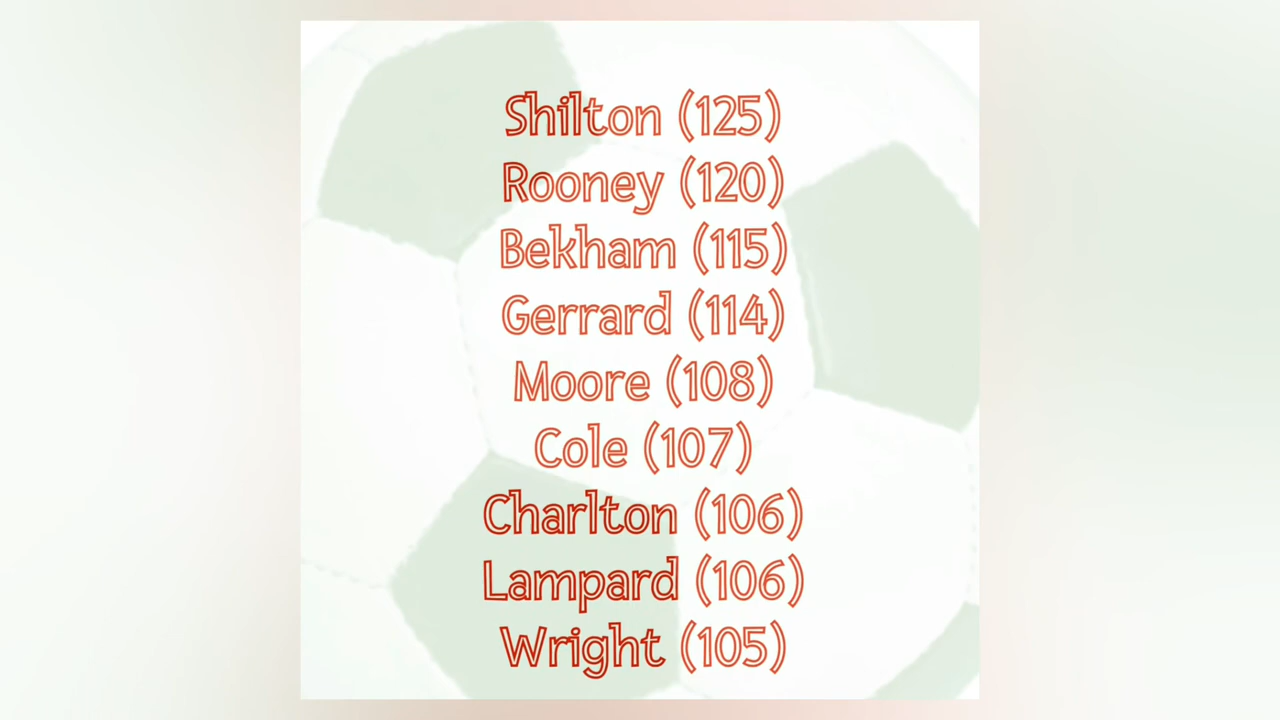 Shilton (125)
Rooney (120)
Bekham (115)
Gerrard (114)
Moore (108)
Cole (107)
Charlton (106)
Lampard (106)
Wright (105)